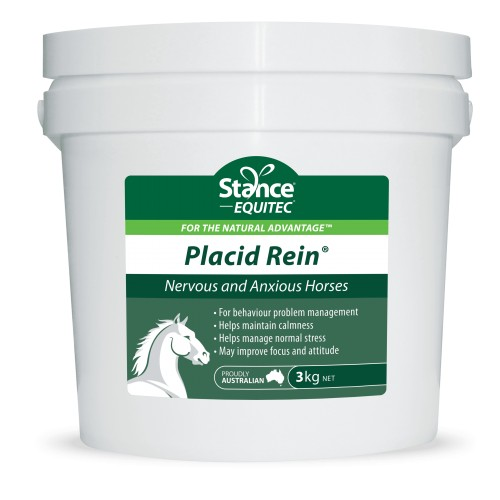 Stance®
EQUITEC
FOR THE NATURAL ADVANTAGE™
Placid Rein®
Nervous and Anxious Horses
• For behaviour problem management
• Helps maintain calmness
• Helps manage normal stress
• May improve focus and attitude
PROUDLY
AUSTRALIAN
3kg NET